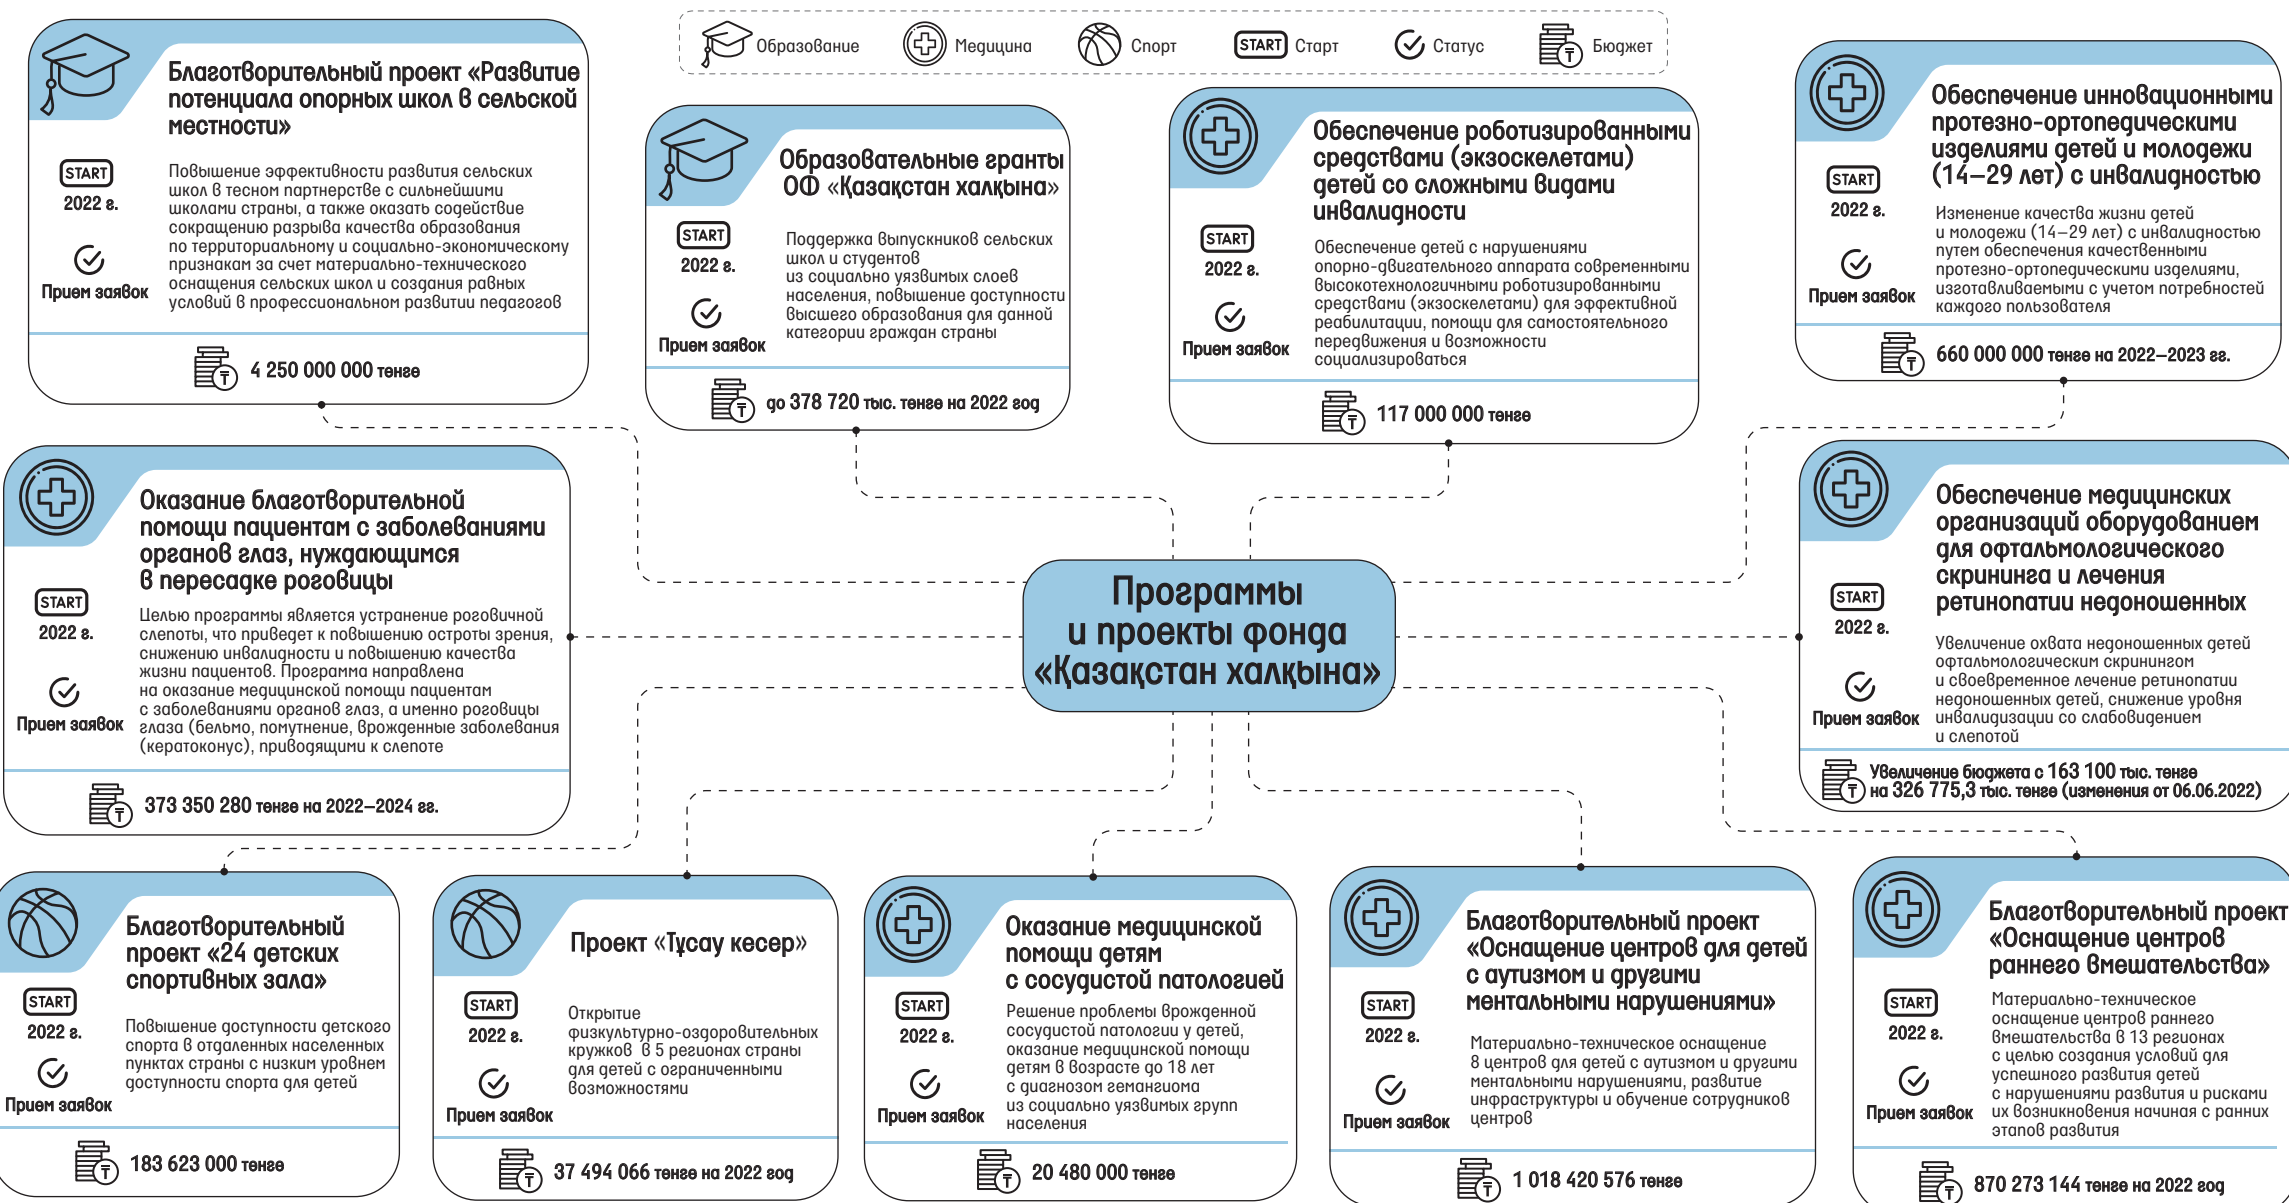 Образование
Медицина
Спорт
START Старт
Статус
Бюджет
Благотворительный проект «Развитие
потенциала опорных школ в сельской
местности»
START
2022 г.
Прием заявок
Повышение эффективности развития сельских
школ в тесном партнерстве с сильнейшими
школами страны, а также оказать содействие
сокращению разрыва качества образования
по территориальному и социально-экономическому
признакам за счет материально-технического
оснащения сельских школ и создания равных
условий в профессиональном развитии педагогов
4 250 000 000 тенге
Образовательные гранты
ОФ «Қазақстан халқына»
START
2022 г.
Прием заявок
Поддержка выпускников сельских
школ и студентов
из социально уязвимых слоев
населения, повышение доступности
высшего образования для данной
категории граждан страны
до 378 720 тыс. тенге на 2022 год
Обеспечение роботизированными
средствами (экзоскелетами)
детей со сложными видами
инвалидности
START
2022 г.
Прием заявок
Обеспечение детей с нарушениями
опорно-двигательного аппарата современными
высокотехнологичными роботизированными
средствами (экзоскелетами) для эффективной
реабилитации, помощи для самостоятельного
передвижения и возможности
социализироваться
117 000 000 тенге
Обеспечение инновационными
протезно-ортопедическими
изделиями детей и молодежи
(14–29 лет) с инвалидностью
START
2022 г.
Прием заявок
Изменение качества жизни детей
и молодежи (14–29 лет) с инвалидностью
путем обеспечения качественными
протезно-ортопедическими изделиями,
изготавливаемыми с учетом потребностей
каждого пользователя
660 000 000 тенге на 2022–2023 гг.
Оказание благотворительной
помощи пациентам с заболеваниями
органов глаз, нуждающимся
в пересадке роговицы
START
2022 г.
Прием заявок
Целью программы является устранение роговичной
слепоты, что приведет к повышению остроты зрения,
снижению инвалидности и повышению качества
жизни пациентов. Программа направлена
на оказание медицинской помощи пациентам
с заболеваниями органов глаз, а именно роговицы
глаза (бельмо, помутнение, врожденные заболевания
(кератоконус), приводящими к слепоте
373 350 280 тенге на 2022–2024 гг.
Программы
и проекты фонда
«Қазақстан халқына»
Обеспечение медицинских
организаций оборудованием
для офтальмологического
скрининга и лечения
ретинопатии недоношенных
START
2022 г.
Прием заявок
Увеличение охвата недоношенных детей
офтальмологическим скринингом
и своевременное лечение ретинопатии
недоношенных детей, снижение уровня
инвалидизации со слабовидением
и слепотой
Увеличение бюджета с 163 100 тыс. тенге
на 326 775,3 тыс. тенге (изменения от 06.06.2022)
Благотворительный
проект «24 детских
спортивных зала»
START
2022 г.
Прием заявок
Повышение доступности детского
спорта в отдаленных населенных
пунктах страны с низким уровнем
доступности спорта для детей
183 623 000 тенге
Проект «Тұсау кесер»
START
2022 г.
Прием заявок
Открытие
физкультурно-оздоровительных
кружков в 5 регионах страны
для детей с ограниченными
возможностями
37 494 066 тенге на 2022 год
Оказание медицинской
помощи детям
с сосудистой патологией
START
2022 г.
Прием заявок
Решение проблемы врожденной
сосудистой патологии у детей,
оказание медицинской помощи
детям в возрасте до 18 лет
с диагнозом гемангиома
из социально уязвимых групп
населения
20 480 000 тенге
Благотворительный проект
«Оснащение центров для детей
с аутизмом и другими
ментальными нарушениями»
START
2022 г.
Прием заявок
Материально-техническое оснащение
8 центров для детей с аутизмом и другими
ментальными нарушениями, развитие
инфраструктуры и обучение сотрудников
центров
1 018 420 576 тенге
Благотворительный проект
«Оснащение центров
раннего вмешательства»
START
2022 г.
Прием заявок
Материально-техническое
оснащение центров раннего
вмешательства в 13 регионах
с целью создания условий для
успешного развития детей
с нарушениями развития и рисками
их возникновения начиная с ранних
этапов развития
870 273 144 тенге на 2022 год